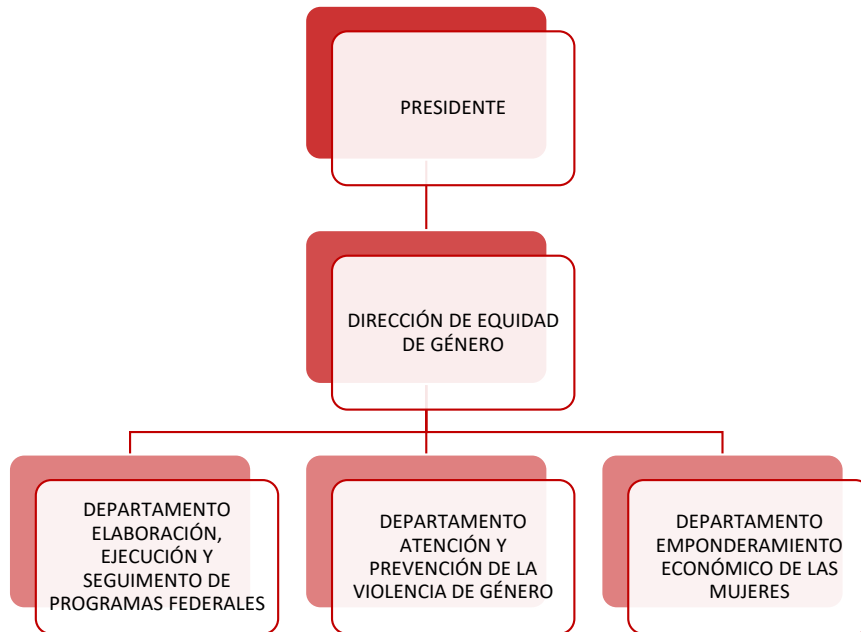 PRESIDENTE
DIRECCIÓN DE EQUIDAD
DE GÉNERO
DEPARTAMENTO
ELABORACIÓN,
EJECUCIÓN Y
SEGUIMENTO DE
PROGRAMAS FEDERALES
DEPARTAMENTO
ATENCIÓN Y
PREVENCIÓN DE LA
VIOLENCIA DE GÉNERO
DEPARTAMENTO
EMPONDERAMIENTO
ECONÓMICO DE LAS
MUJERES